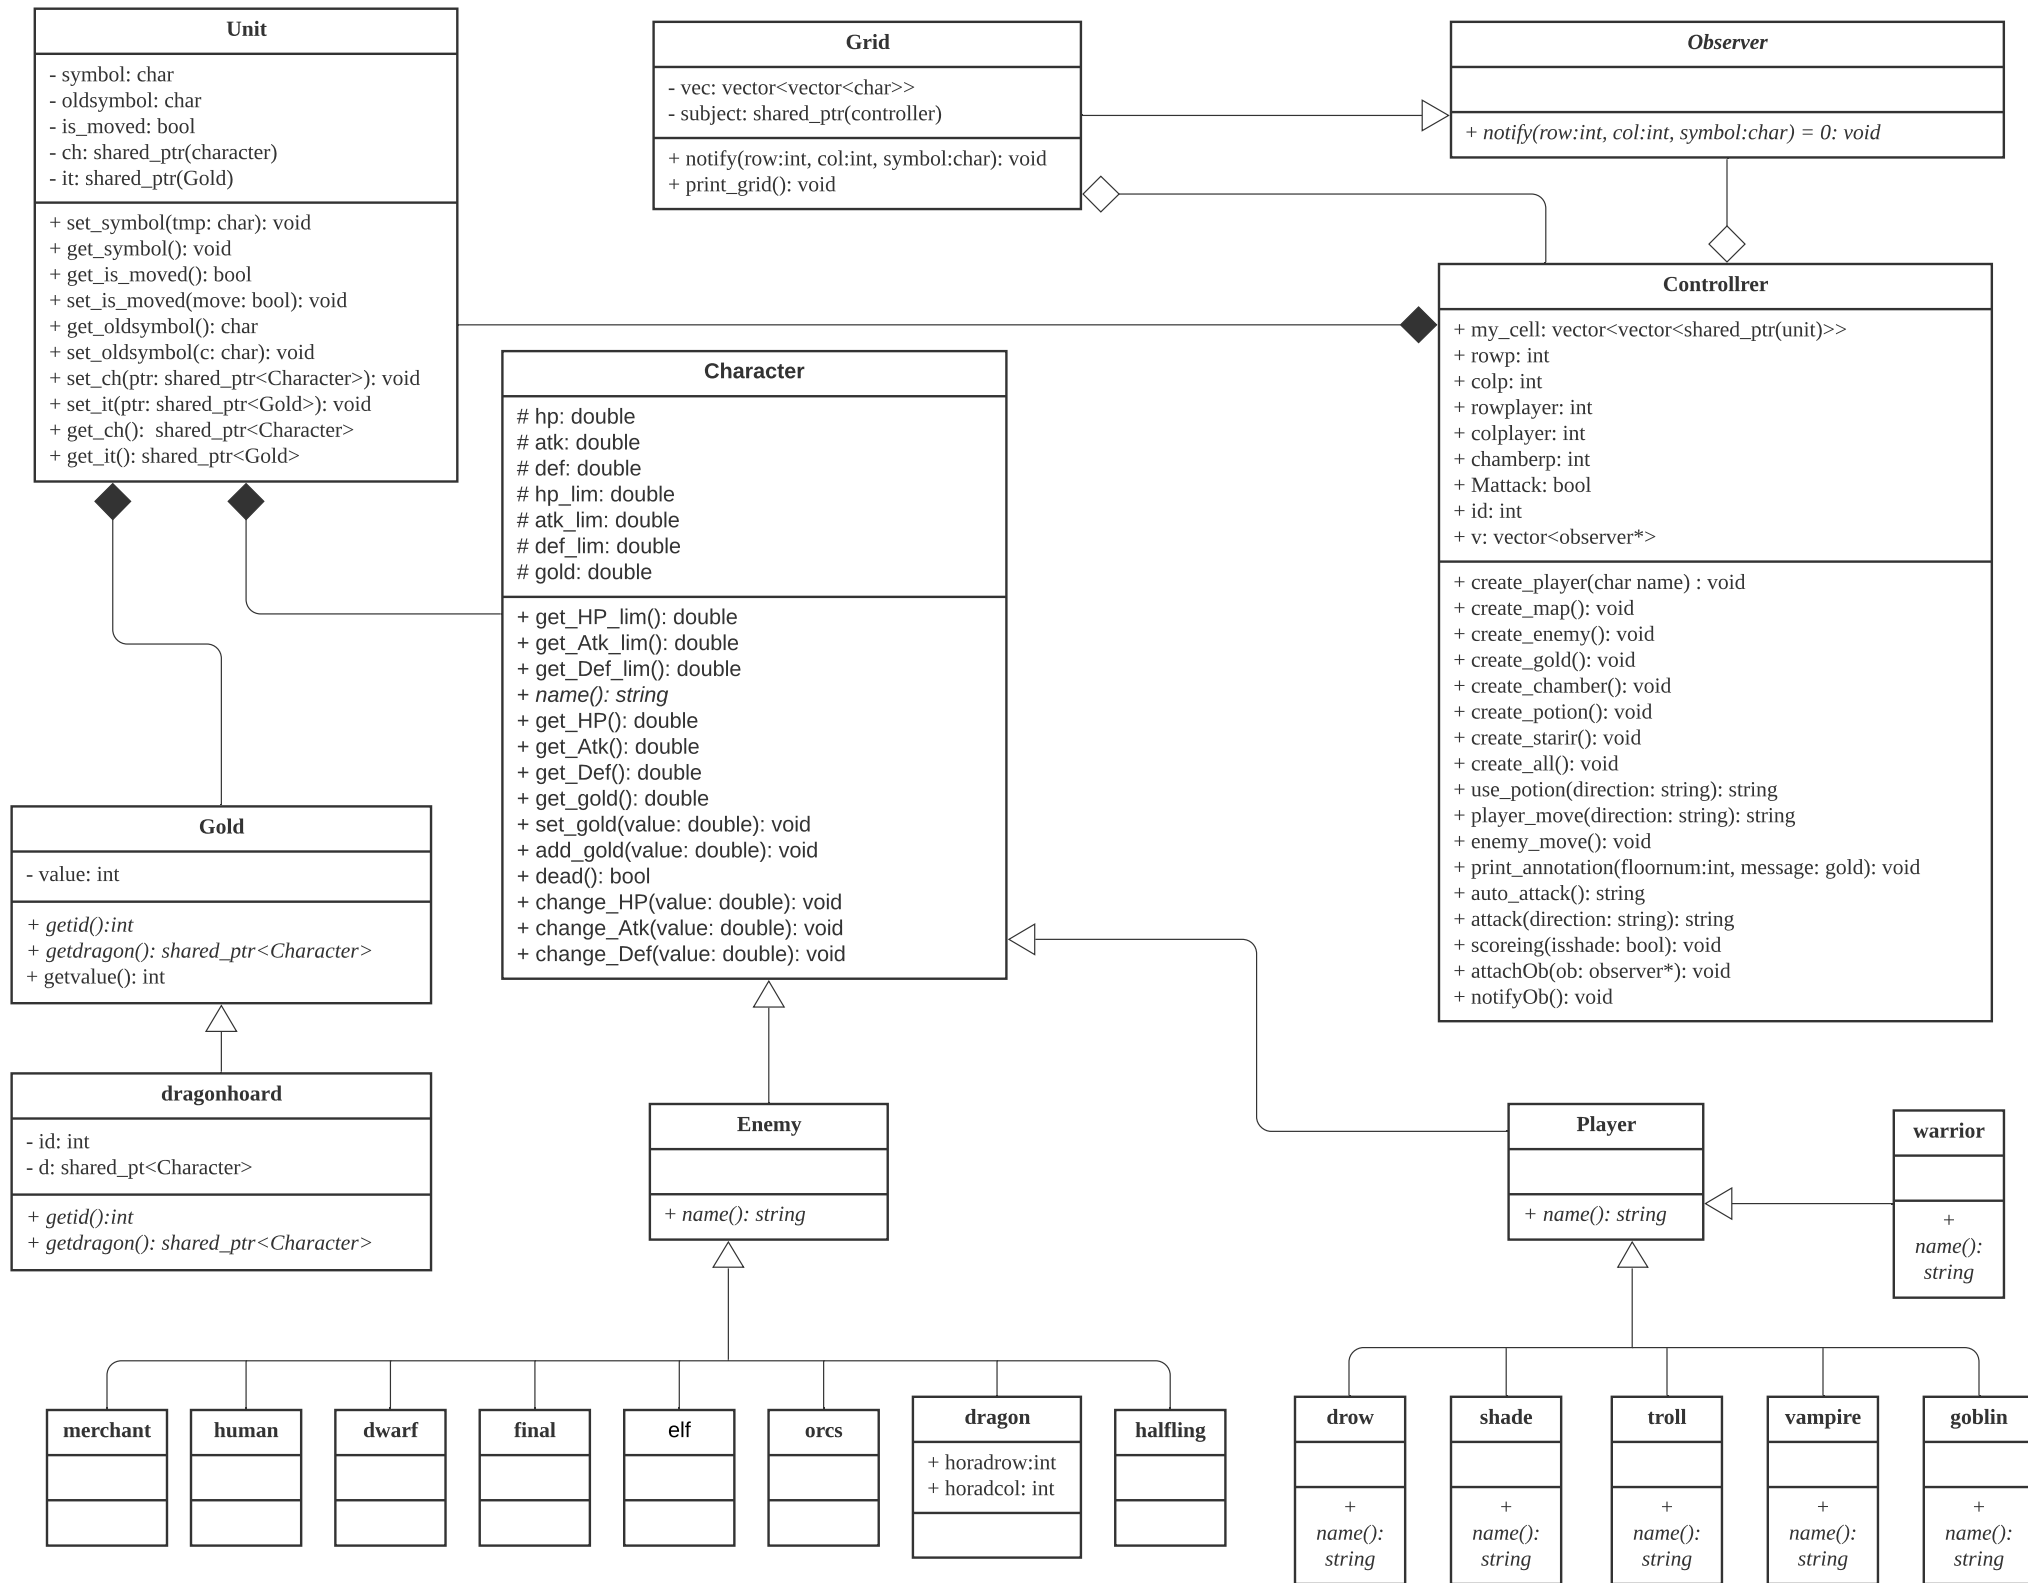 Unit
- symbol: char
- oldsymbol: char
- is_moved: bool
- ch: shared_ptr(character)
- it: shared_ptr(Gold)
+ set_symbol(tmp: char): void
+ get_symbol(): void
+ get_is_moved(): bool
+ set_is_moved(move: bool): void
+ get_oldsymbol(): char
+ set_oldsymbol(c: char): void
+ set_ch(ptr: shared_ptr<Character>): void
+ set_it(ptr: shared_ptr<Gold>): void
+ get_ch():  shared_ptr<Character>
+ get_it(): shared_ptr<Gold>
Grid
- vec: vector<vector<char>>
- subject: shared_ptr(controller)
+ notify(row:int, col:int, symbol:char): void
+ print_grid(): void
Observer
+ notify(row:int, col:int, symbol:char) = 0: void
Controllrer
+ my_cell: vector<vector<shared_ptr(unit)>>
+ rowp: int
+ colp: int
+ rowplayer: int
+ colplayer: int
+ chamberp: int
+ Mattack: bool
+ id: int
+ v: vector<observer*>
+ create_player(char name) : void
+ create_map(): void
+ create_enemy(): void
+ create_gold(): void
+ create_chamber(): void
+ create_potion(): void
+ create_starir(): void
+ create_all(): void
+ use_potion(direction: string): string
+ player_move(direction: string): string
+ enemy_move(): void
+ print_annotation(floornum:int, message: gold): void
+ auto_attack(): string
+ attack(direction: string): string
+ scoreing(isshade: bool): void
+ attachOb(ob: observer*): void
+ notifyOb(): void
Character
# hp: double
# atk: double
# def: double
# hp_lim: double
# atk_lim: double
# def_lim: double
# gold: double
+ get_HP_lim(): double
+ get_Atk_lim(): double
+ get_Def_lim(): double
+ name(): string
+ get_HP(): double
+ get_Atk(): double
+ get_Def(): double
+ get_gold(): double
+ set_gold(value: double): void
+ add_gold(value: double): void
+ dead(): bool
+ change_HP(value: double): void
+ change_Atk(value: double): void
+ change_Def(value: double): void
Gold
- value: int
+ getid():int
+ getdragon(): shared_ptr<Character>
+ getvalue(): int
dragonhoard
- id: int
- d: shared_pt<Character>
+ getid():int
+ getdragon(): shared_ptr<Character>
Enemy
+ name(): string
Player
+ name(): string
warrior
+
name():
string
merchant
human
dwarf
final
elf
orcs
dragon
+ horadrow:int
+ horadcol: int
halfling
drow
+
name():
string
shade
+
name():
string
troll
+
name():
string
vampire
+
name():
string
goblin
+
name():
string